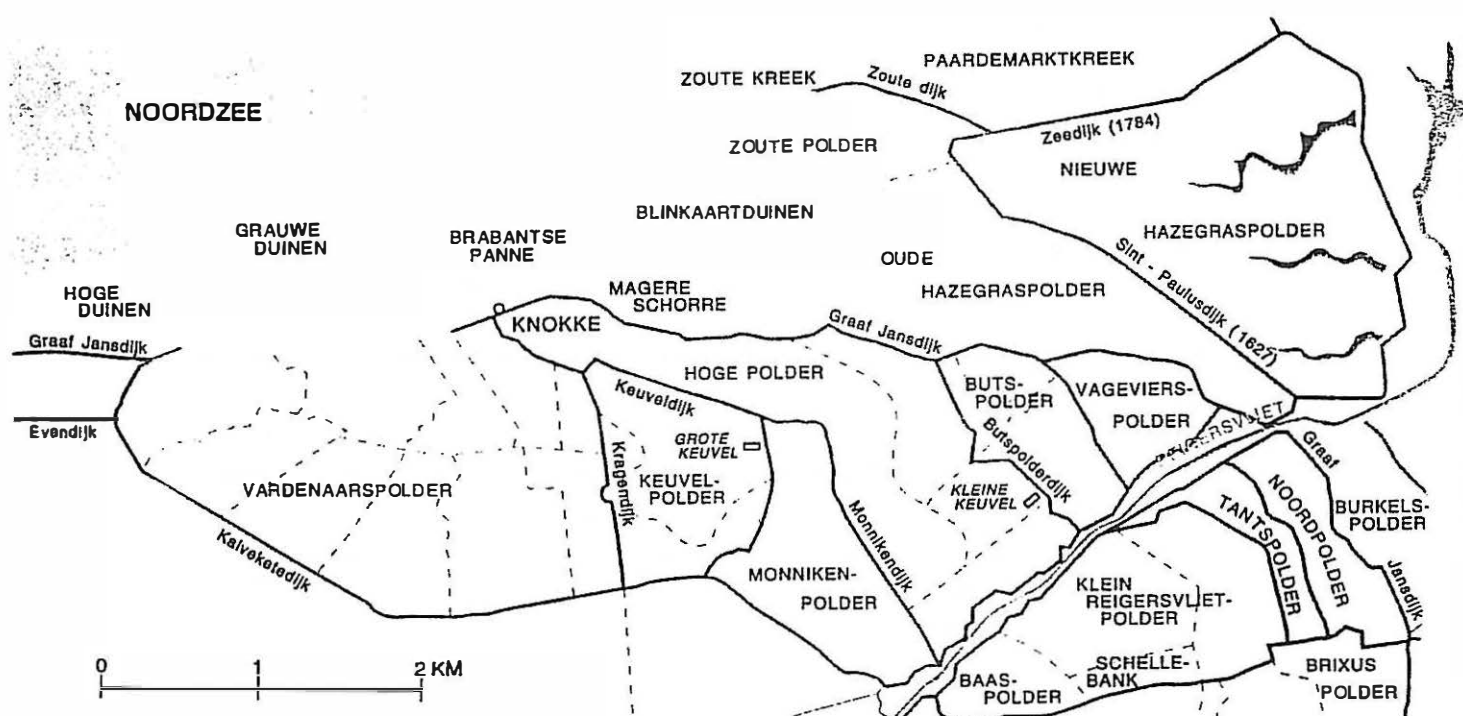 PAARDEMARKTKREEK
ZOUTE KREEK
Zoute dijk
NOORDZEE
Zeedijk (1784)
ZOUTE POLDER
NIEUWE
HAZEGRASPOLDER
BLINKAARTDUINEN
GRAUWE
DUINEN
BRABANTSE
PANNE
OUDE
HAZEGRASPOLDER
Sint - Paulusdijk (1627)
HOGE
DUINEN
MAGERE
SCHORRE
KNOKKE
Graaf Jansdijk
Graaf Jansdijk
HOGE POLDER
Keuveldijk
BUTS-
POLDER
VAGEVIERS-
POLDER
Evendijk
REIGERSVLIET
Graaf
Jansdijk
GROTE
KEUVEL
Kragendijk
KEUVEL-
POLDER
Butspolderdijk
KLEINE
KEUVEL
VARDENAARSPOLDER
Kalveketedijk
Monnikendijk
MONNIKEN-
POLDER
TANTSPOLDER
NOORDPOLDER
BURKELS-
POLDER
KLEIN
REIGERSVLIET-
POLDER
SCHELLE-
BANK
BAAS-
POLDER
BRIXUS
POLDER
0 1 2 KM